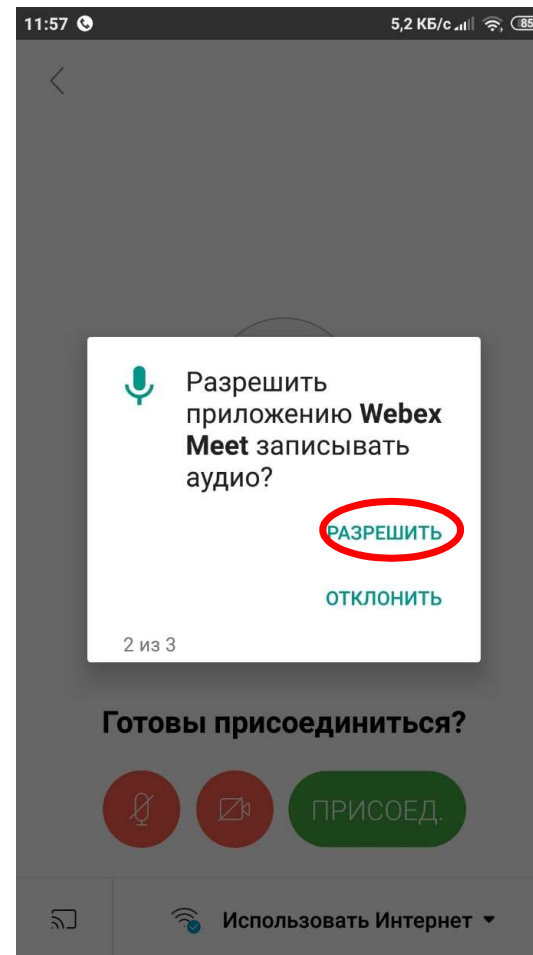 11:57 5,2 КБ/с 85
Разрешить
приложению Webex
Meet записывать
аудио?
РАЗРЕШИТЬ
ОТКЛОНИТЬ
2 из 3
Готовы присоединиться?
ПРИСОЕД.
Использовать Интернет